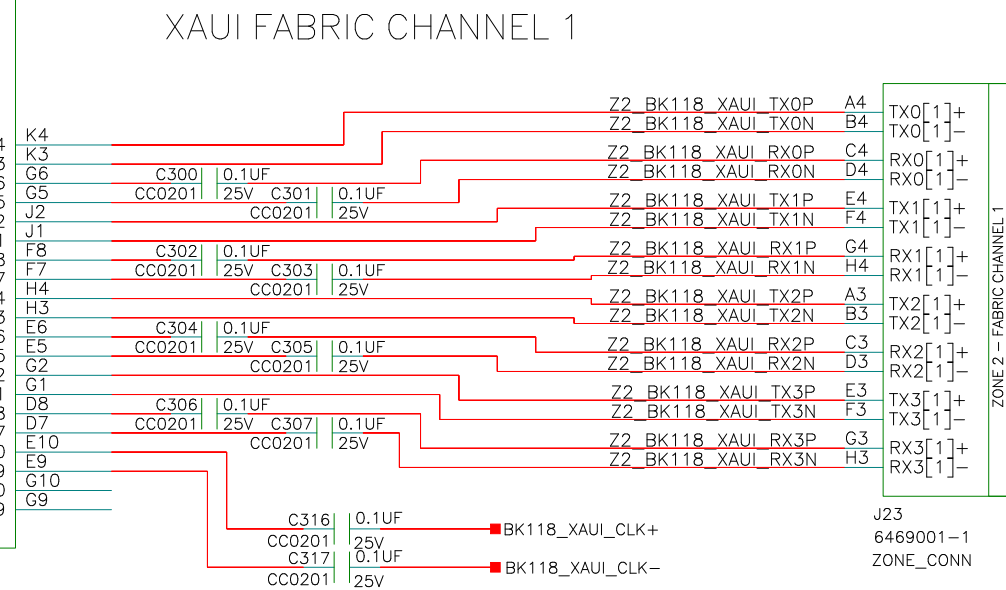 XAUI FABRIC CHANNEL 1
Z2_BK118_XAUI_TX0P A4 TX0[1]+
Z2_BK118_XAUI_TX0N B4 TX0[1]-
K4
K3
Z2_BK118_XAUI_RX0P C4 RX0[1]+
G6 C300 0.1UF Z2_BK118_XAUI_RX0N D4 RX0[1]-
G5 CC0201 25V C301 0.1UF
J2 CC0201 25V Z2_BK118_XAUI_TX1P E4 TX1[1]+
J1 Z2_BK118_XAUI_TX1N F4 TX1[1]-
F8 C302 0.1UF Z2_BK118_XAUI_RX1P G4 RX1[1]+
F7 CC0201 25V C303 0.1UF Z2_BK118_XAUI_RX1N H4 RX1[1]-
H4 CC0201 25V Z2_BK118_XAUI_TX2P A3 TX2[1]+
H3 Z2_BK118_XAUI_TX2N B3 TX2[1]-
E6 C304 0.1UF
E5 CC0201 25V C305 0.1UF Z2_BK118_XAUI_RX2P C3 RX2[1]+
G2 CC0201 25V Z2_BK118_XAUI_RX2N D3 RX2[1]-
G1 Z2_BK118_XAUI_TX3P E3 TX3[1]+
D8 C306 0.1UF Z2_BK118_XAUI_TX3N F3 TX3[1]-
D7 CC0201 25V C307 0.1UF
E10 CC0201 25V Z2_BK118_XAUI_RX3P G3 RX3[1]+
E9 Z2_BK118_XAUI_RX3N H3 RX3[1]-
G10
G9
ZONE 2 - FABRIC CHANNEL 1
J23
6469001-1
ZONE_CONN
C316 0.1UF BK118_XAUI_CLK+
CC0201 25V
C317 0.1UF BK118_XAUI_CLK-
CC0201 25V